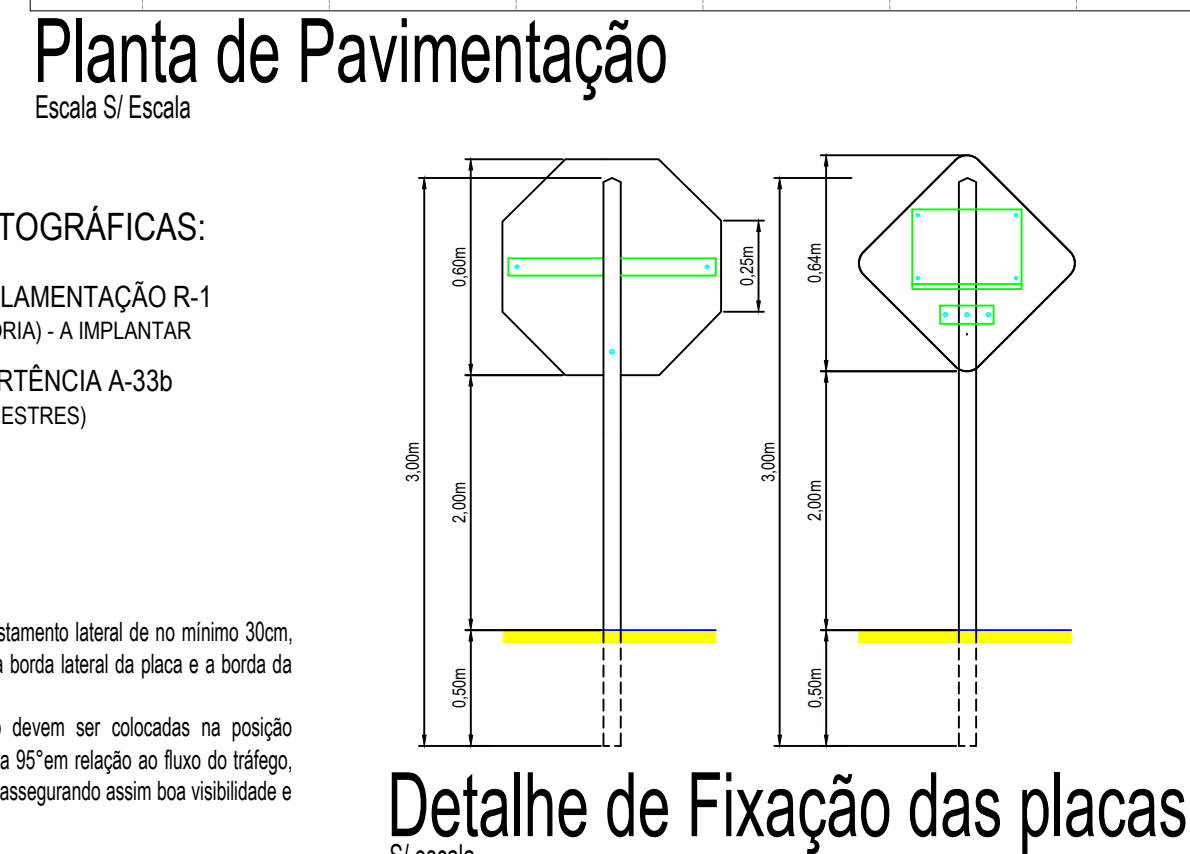 Planta de Pavimentação
Escala S/ Escala
TOGRÁFICAS:
LAMENTAÇÃO R-1
ÓRIA) - A IMPLANTAR
RTÊNCIA A-33b
ESTRES)
stamento lateral de no mínimo 30cm,
a borda lateral da placa e a borda da
devem ser colocadas na posição
a 95°em relação ao fluxo do tráfego,
assegurando assim boa visibilidade e
0,60m
0,25m
3,00m
2,00m
0,50m
0,64m
3,00m
2,00m
0,50m
Detalhe de Fixação das placas
S/ escala